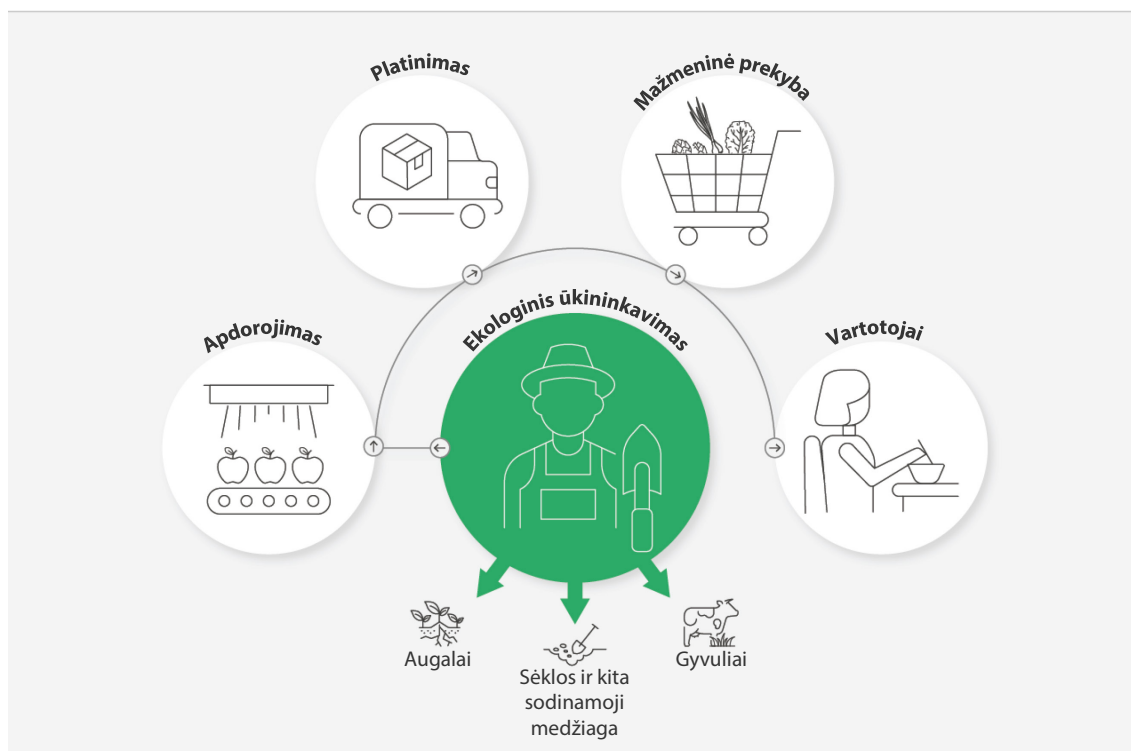 Platinimas
Mažmeninė prekyba
Apdorojimas
Ekologinis ūkininkavimas
Vartotojai
Augalai
Sėklos ir kita
sodinamoji
medžiaga
Gyvuliai